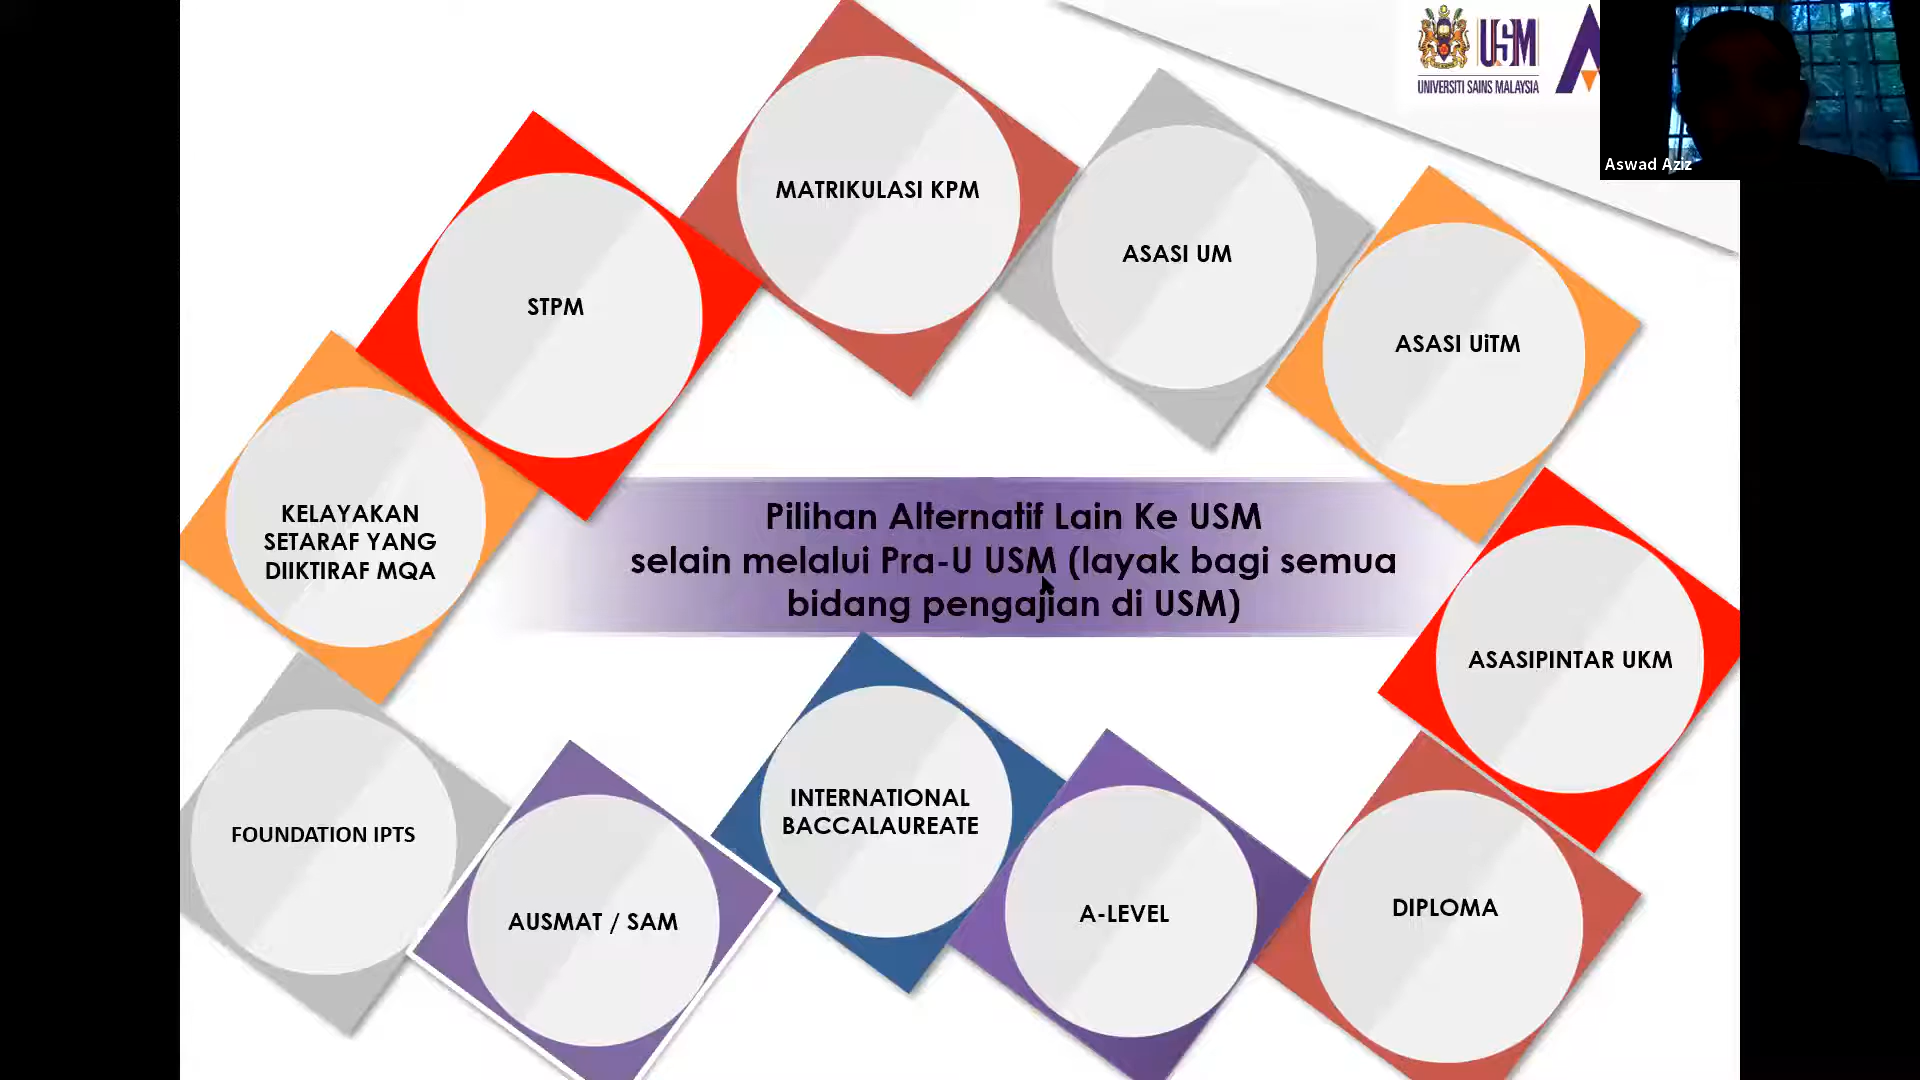 USM
UNIVERSITI SAINS MALAYSIA
Aswad Aziz
MATRIKULASI KPM
ASASI UM
STPM
ASASI UiTM
KELAYAKAN
SETARAF YANG
DIIKTIRAF MQA
Pilihan Alternatif Lain Ke USM
selain melalui Pra-U USM (layak bagi semua
bidang pengajian di USM)
ASASIPINTAR UKM
FOUNDATION IPTS
AUSMAT / SAM
INTERNATIONAL
BACCALAUREATE
A-LEVEL
DIPLOMA